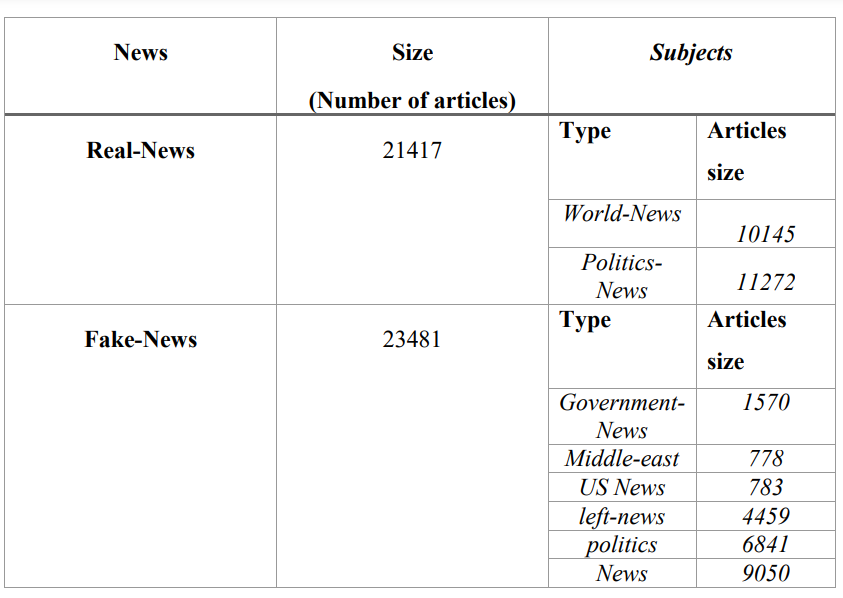 News Size Subjects
(Number of articles)
Real-News 21417 Type Articles
size
World-News 10145
Politics-
News 11272
Fake-News 23481 Type Articles
size
Government- 1570
News
Middle-east 778
US News 783
left-news 4459
politics 6841
News 9050